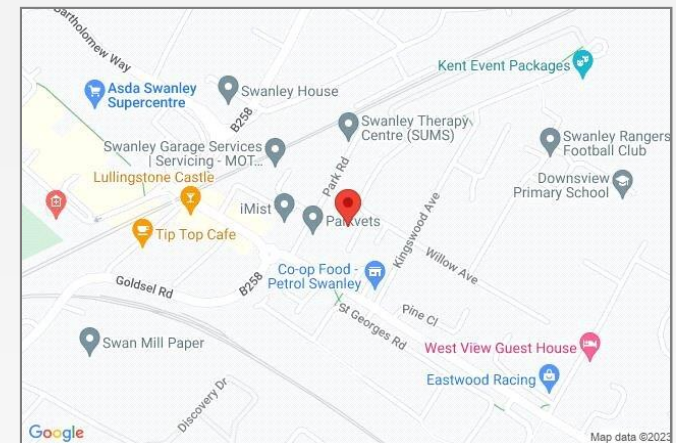 Bartholomew Way
Kent Event Packages
Asda Swanley
Supercentre
Swanley House
B258
Swanley Therapy
Centre (SUMS)
Swanley Rangers
Football Club
Swanley Garage Services
| Servicing - MOT...
Park Rd
Downsview
Primary School
Lullingstone Castle
iMist
Parkvets
Kingswood Ave
Tip Top Cafe
Willow Ave
Co-op Food -
Petrol Swanley
Goldsel Rd
B258
Pine Cl
St Georges Rd
Swan Mill Paper
West View Guest House
Eastwood Racing
Discovery Dr
Google
Map data ©2023